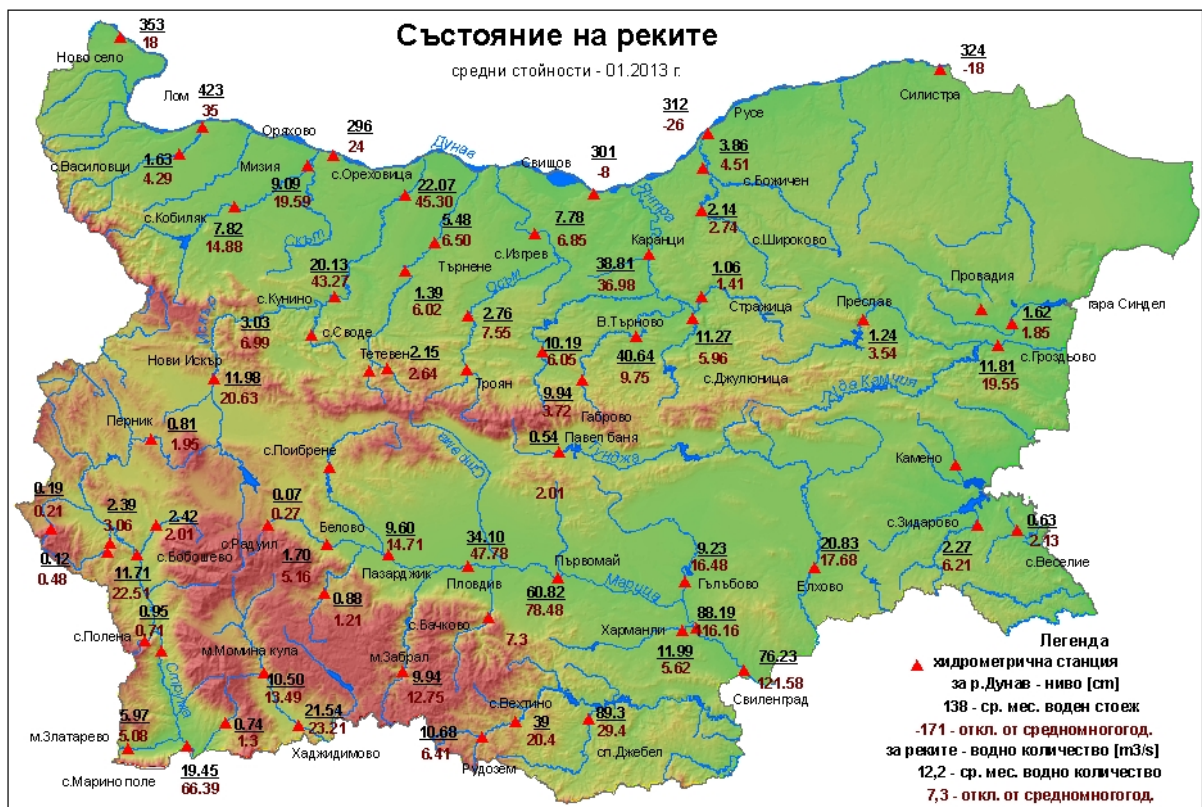 Състояние на реките
средни стойности - 01.2013 г.
353
18
Ново село
324
-18
Силистра
Лом
423
35
312
-26
Русе
Оряхово
296
24
Дунав
Свищов
301
-8
3.86
4.51
с.Василовци
1.63
4.29
Мизия
9.09
19.59
с.Ореховица
22.07
45.30
с.Божичен
Янтра
2.14
2.74
с.Кобиляк
7.82
14.88
Скът
5.48
6.50
7.78
6.85
с.Изрев
Каранци
с.Широково
20.13
43.27
Търнене
Осъм
38.81
36.98
1.06
1.41
Провадия
с.Кунино
1.39
6.02
Стражица
Преслав
гара Синдел
1.62
1.85
Искър
3.03
6.99
с.Своде
2.76
7.55
В.Търново
11.27
5.96
1.24
3.54
с.Гроздьово
Нови Искър
Тетевен
2.15
2.64
10.19
6.05
40.64
9.75
с.Джулюница
11.81
19.55
11.98
20.63
Троян
9.94
3.72
Габрово
Камчия
Перник
0.81
1.95
с.Поибрене
Стряма
0.54
Павел баня
Тунджа
Камено
2.01
0.19
0.21
2.39
3.06
2.42
2.01
0.07
0.27
Белово
9.60
14.71
34.10
47.78
с.Зидарово
0.63
2.13
с.Радуил
0.12
0.48
с.Бобошево
1.70
5.16
Пазарджик
Пловдив
Първомай
9.23
16.48
20.83
17.68
2.27
6.21
с.Веселие
11.71
22.51
Марица
Гълъбово
Елхово
0.88
1.21
60.82
78.48
0.95
0.71
с.Полена
с.Бачково
7.3
Харманли
88.19
116.16
Легенда
м.Момина кула
м.Забрал
11.99
5.62
хидрометрична станция
Струма
10.50
13.49
9.94
12.75
76.23
121.58
Свиленград
за р.Дунав - ниво [cm]
138 - ср. мес. воден стоеж
5.97
5.08
м.Златарево
0.74
1.3
21.54
23.21
с.Вехтино
39
20.4
89.3
29.4
-171 - откл. от средномногогод.
Хаджидимово
10.68
6.41
Рудозем
сп.Джебел
за реките - водно количество [m3/s]
с.Марино поле
19.45
66.39
12,2 - ср. мес. водно количество
7,3 - откл. от средномногогод.